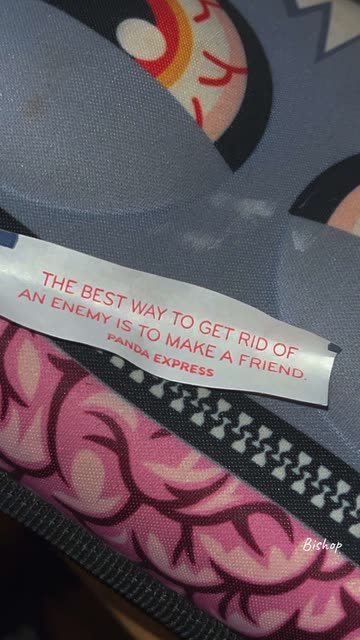 THE BEST WAY TO GET RID OF
AN ENEMY IS TO MAKE A FRIEND.
PANDA EXPRESS
Bishop